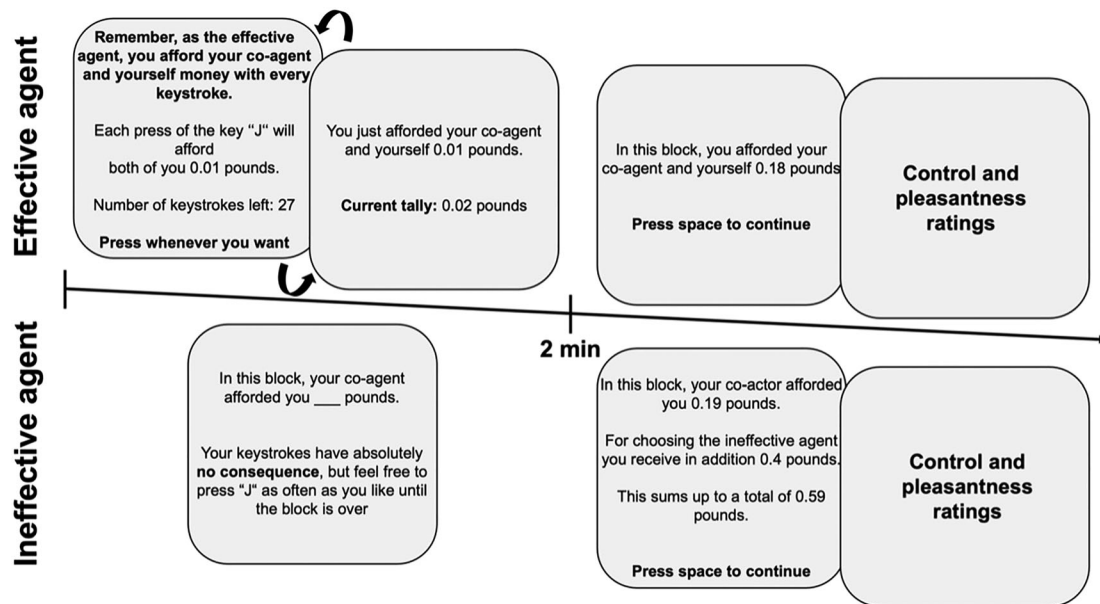 Effective agent
Remember, as the effective
agent, you afford your co-agent
and yourself money with every
keystroke.
Each press of the key "J" will
afford
both of you 0.01 pounds.
Number of keystrokes left: 27
Press whenever you want
You just afforded your co-agent
and yourself 0.01 pounds.
Current tally: 0.02 pounds
In this block, you afforded your
co-agent and yourself 0.18 pounds
Press space to continue
Control and
pleasantness
ratings
2 min
Ineffective agent
In this block, your co-agent
afforded you ___ pounds.
Your keystrokes have absolutely
no consequence, but feel free to
press "J" as often as you like until
the block is over
In this block, your co-actor afforded
you 0.19 pounds.
For choosing the ineffective agent
you receive in addition 0.4 pounds.
This sums up to a total of 0.59
pounds.
Press space to continue
Control and
pleasantness
ratings